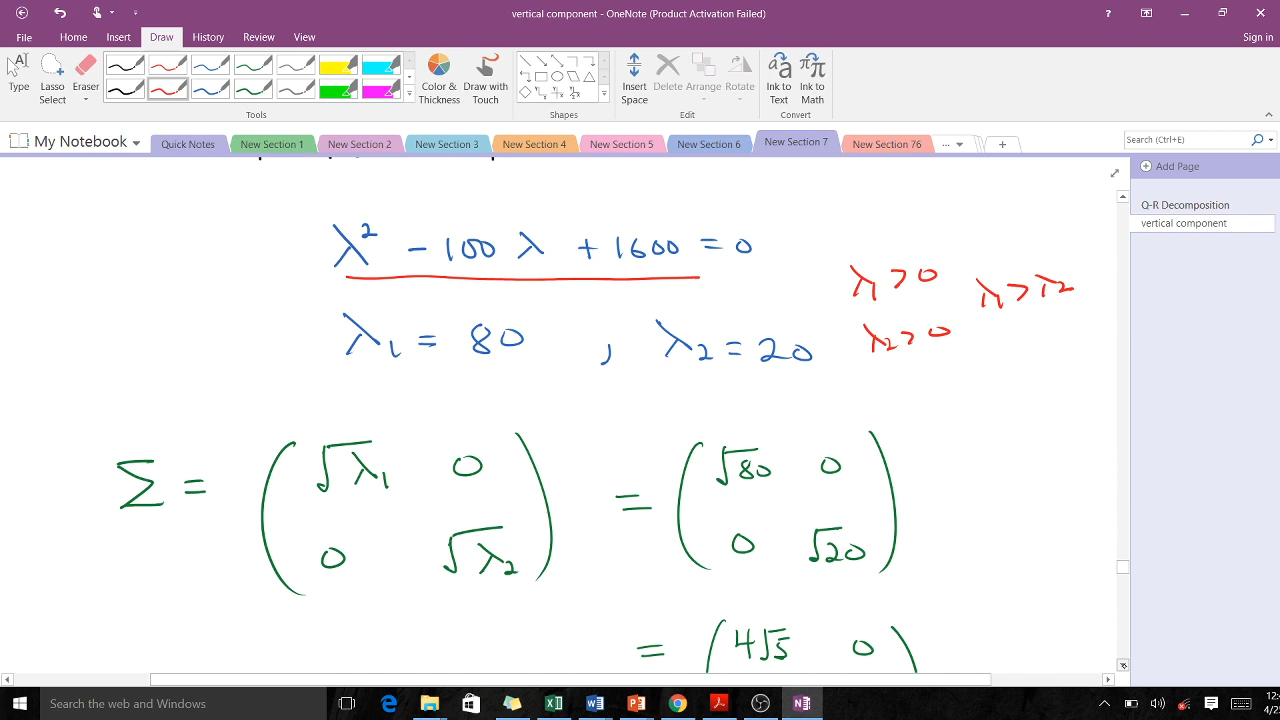 vertical component - OneNote (Product Activation Failed)
File Home Insert Draw History Review View Sign in
Type Lasso Select Eraser Color & Thickness Draw with Touch Insert Space Delete Arrange Rotate Ink to Text Ink to Math
Tools Shapes Edit Convert
My Notebook Quick Notes New Section 1 New Section 2 New Section 3 New Section 4 New Section 5 New Section 6 New Section 7 New Section 76 ... + Search (Ctrl+E)
Add Page
Q-R Decomposition
vertical component
λ² - 100 λ + 1600 = 0
λ1 > 0 λ1 > λ2
λ1 = 80 , λ2 = 20
λ2 > 0
Σ = ( √λ1 0 = ( √80 0
0 √λ2 ) 0 √20 )
= ( 4√5 0 )
Search the web and Windows